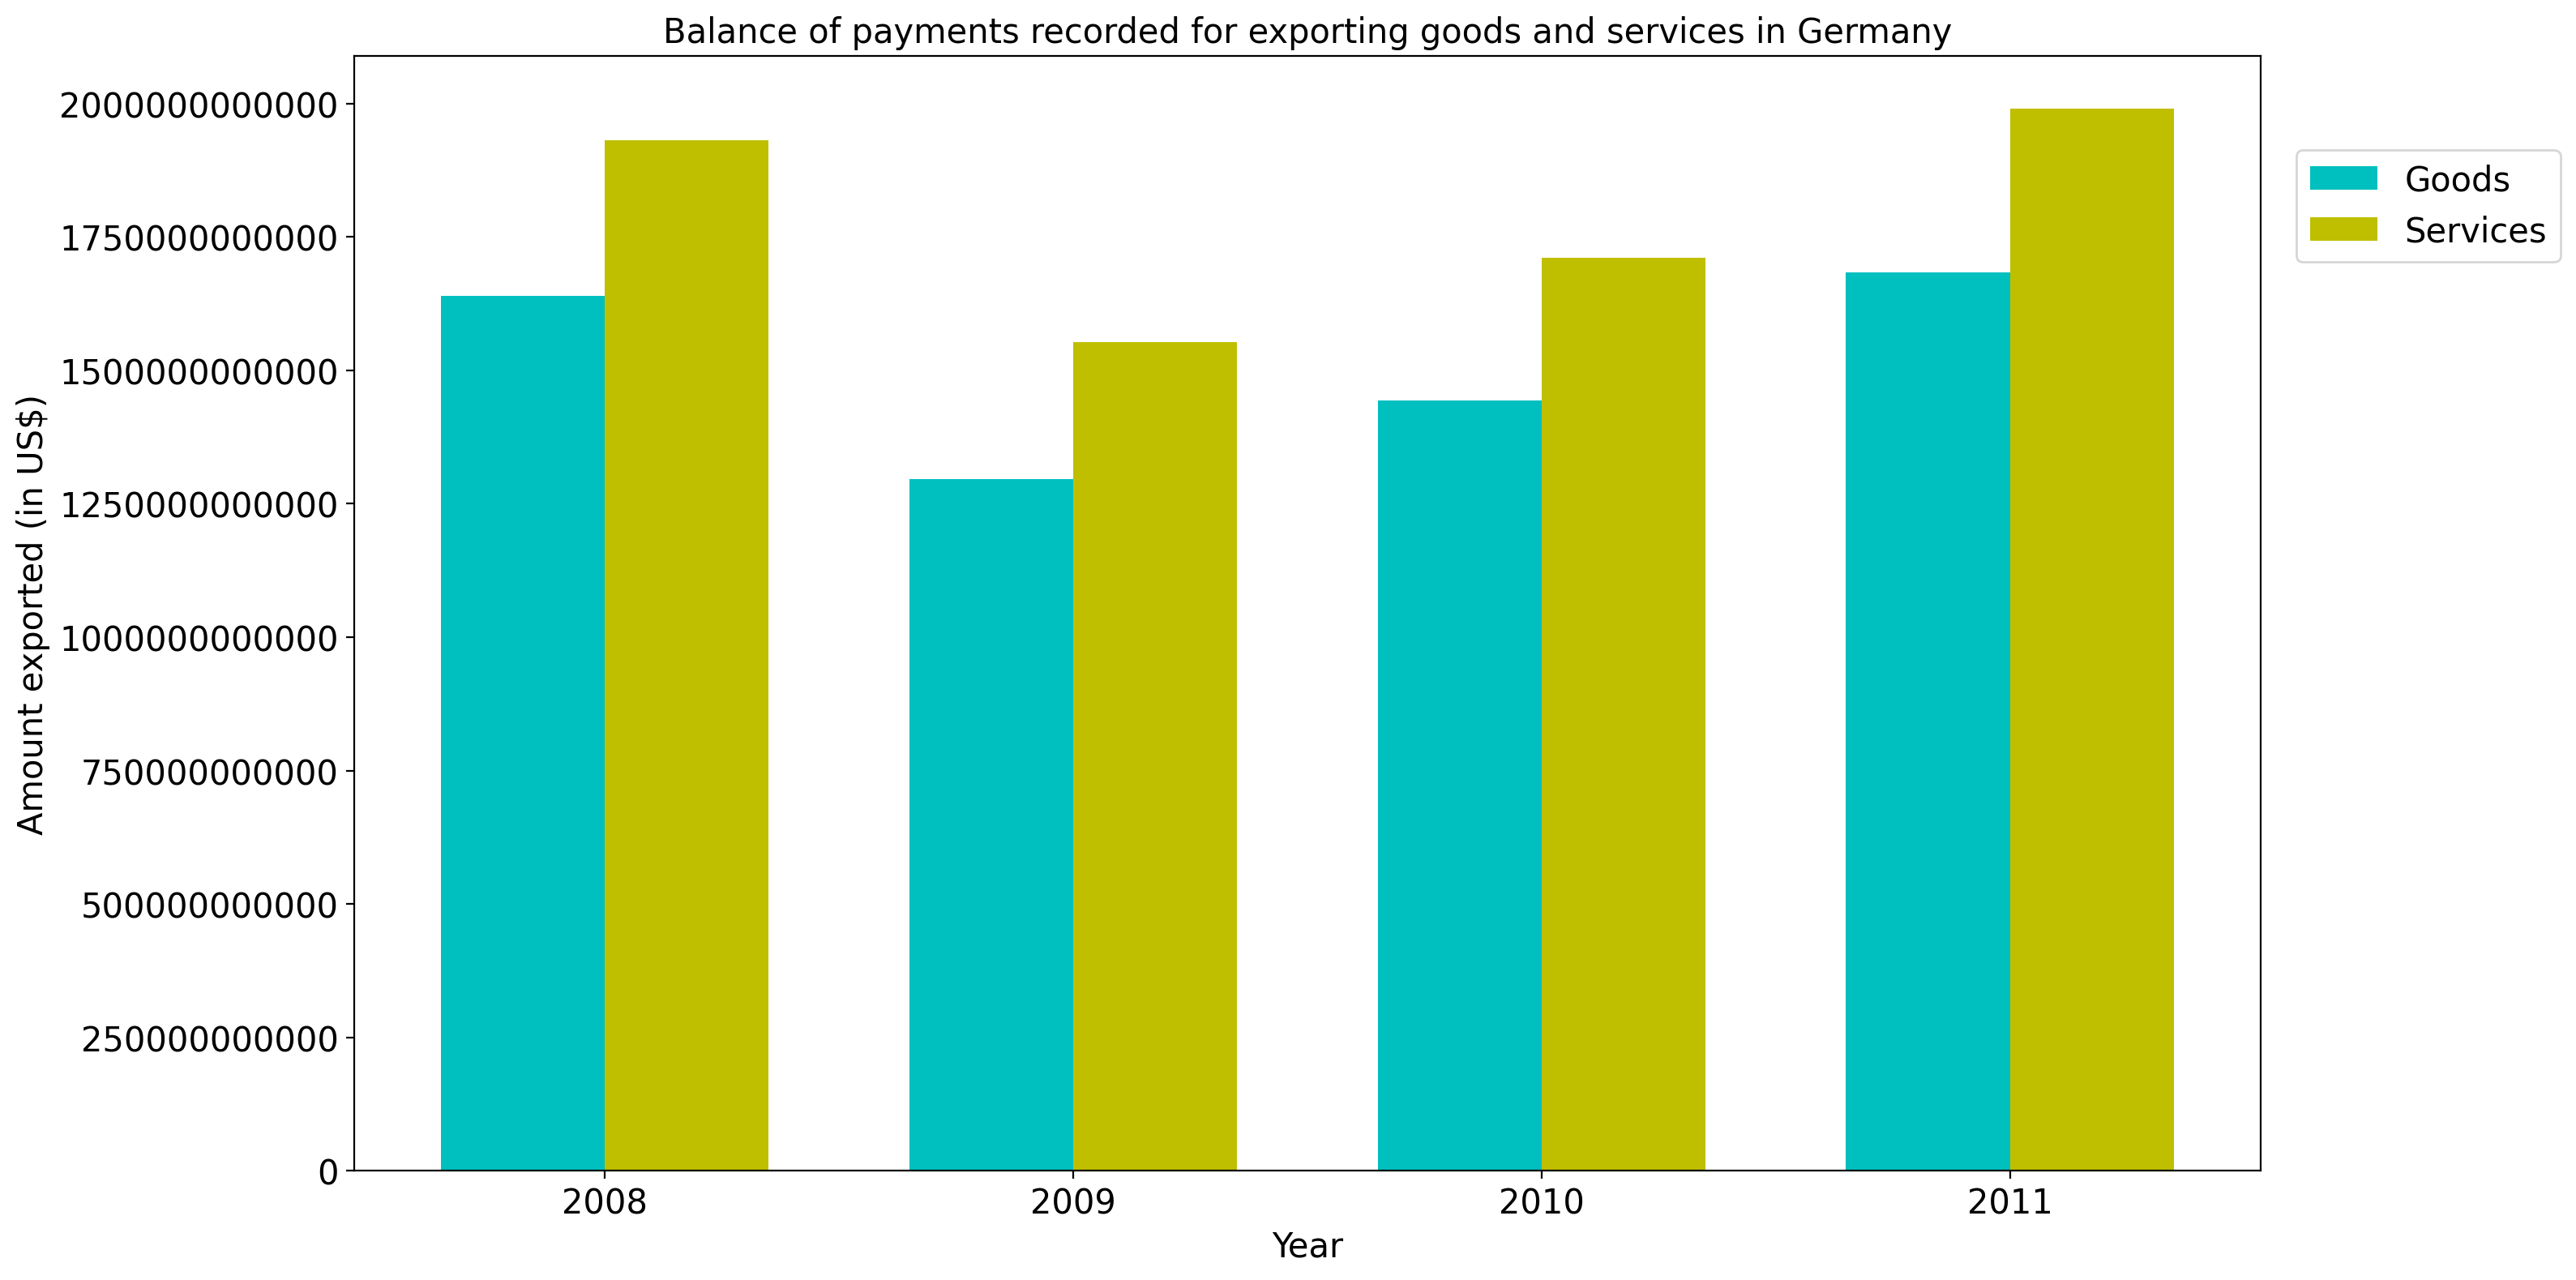 Balance of payments recorded for exporting goods and services in Germany
Amount exported (in US$)
2000000000000
1750000000000
1500000000000
1250000000000
1000000000000
750000000000
500000000000
250000000000
0
2008 2009 2010 2011
Year
Goods
Services